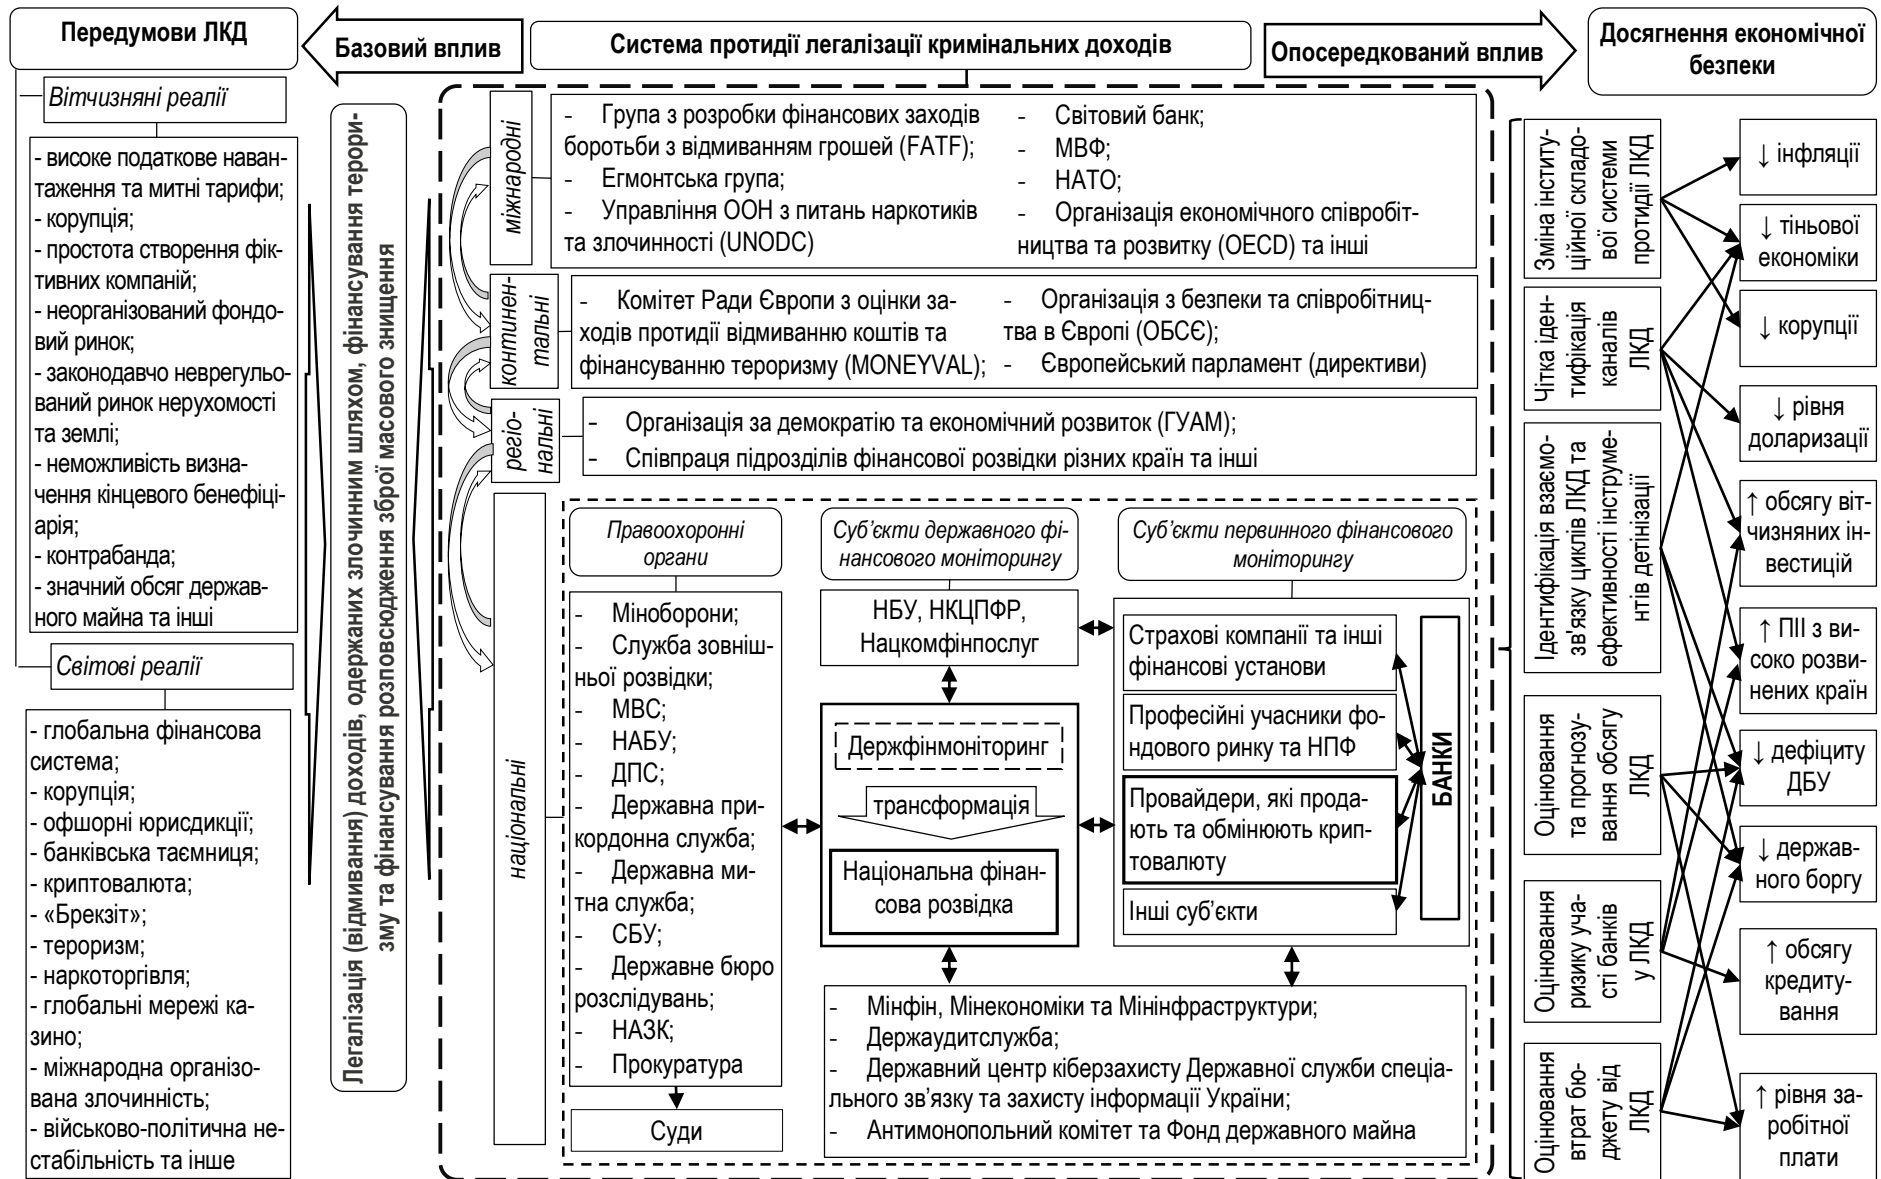 Передумови ЛКД
Базовий вплив
Система протидії легалізації кримінальних доходів
Опосередкований вплив
Досягнення економічної
безпеки
Вітчизняні реалії
- високе податкове наван-
таження та митні тарифи;
- корупція;
- простота створення фік-
тивних компаній;
- неорганізований фондо-
вий ринок;
- законодавчо неврегульо-
ваний ринок нерухомості
та землі;
- неможливість визна-
чення кінцевого бенефіці-
арія;
- контрабанда;
- значний обсяг держав-
ного майна та інші
Світові реалії
- глобальна фінансова
система;
- корупція;
- офшорні юрисдикції;
- банківська таємниця;
- криптовалюта;
- «Брекзіт»;
- тероризм;
- наркоторгівля;
- глобальні мережі ка-
зино;
- міжнародна організо-
вана злочинність;
- військово-політична не-
стабільність та інше
Легалізація (відмивання) доходів, одержаних злочинним шляхом, фінансування терори-
зму та фінансування розповсюдження зброї масового знищення
міжнародні
- Група з розробки фінансових заходів
боротьби з відмиванням грошей (FATF);
- Егмонтська група;
- Управління ООН з питань наркотиків
та злочинності (UNODC)
- Світовий банк;
- МВФ;
- НАТО;
- Організація економічного співробіт-
ництва та розвитку (OECD) та інші
континен-
тальні
- Комітет Ради Європи з оцінки за-
ходів протидії відмиванню коштів та
фінансуванню тероризму (MONEYVAL);
- Організація з безпеки та співробітниц-
тва в Європі (ОБСЄ);
- Європейський парламент (директиви)
регіо-
нальні
- Організація за демократію та економічний розвиток (ГУАМ);
- Співпраця підрозділів фінансової розвідки різних країн та інші
національні
Правоохоронні
органи
- Міноборони;
- Служба зовніш-
ньої розвідки;
- МВС;
- НАБУ;
- ДПС;
- Державна при-
кордонна служба;
- Державна ми-
тна служба;
- СБУ;
- Державне бюро
розслідувань;
- НАЗК;
- Прокуратура
Суди
Суб’єкти державного фі-
нансового моніторингу
НБУ, НКЦПФР,
Нацкомфінпослуг
Держфінмоніторинг
трансформація
Національна фінан-
сова розвідка
Суб’єкти первинного фінансового
моніторингу
Страхові компанії та інші
фінансові установи
Професійні учасники фо-
ндового ринку та НПФ
Провайдери, які прода-
ють та обмінюють крип-
товалюту
Інші суб’єкти
БАНКИ
- Мінфін, Мінекономіки та Мінінфраструктури;
- Держаудитслужба;
- Державний центр кіберзахисту Державної служби спеціа-
льного зв'язку та захисту інформації України;
- Антимонопольний комітет та Фонд державного майна
Зміна інститу-
ційної складо-
вої системи
протидії ЛКД
Чітка іден-
тифікація
каналів
ЛКД
Ідентифікація взаємо-
зв'язку циклів ЛКД та
ефективності інструме-
нтів детінізації
Оцінювання
та прогнозу-
вання обсягу
ЛКД
Оцінювання
ризику уча-
сті банків
у ЛКД
Оцінювання
втрат бю-
джету від
ЛКД
↓ інфляції
↓ тіньової
економіки
↓ корупції
↓ рівня
доларизації
↑ обсягу віт-
чизняних ін-
вестицій
↑ ПІІ з ви-
соко розви-
нених країн
↓ дефіциту
ДБУ
↓ держав-
ного боргу
↑ обсягу
кредиту-
вання
↑ рівня за-
робітної
плати